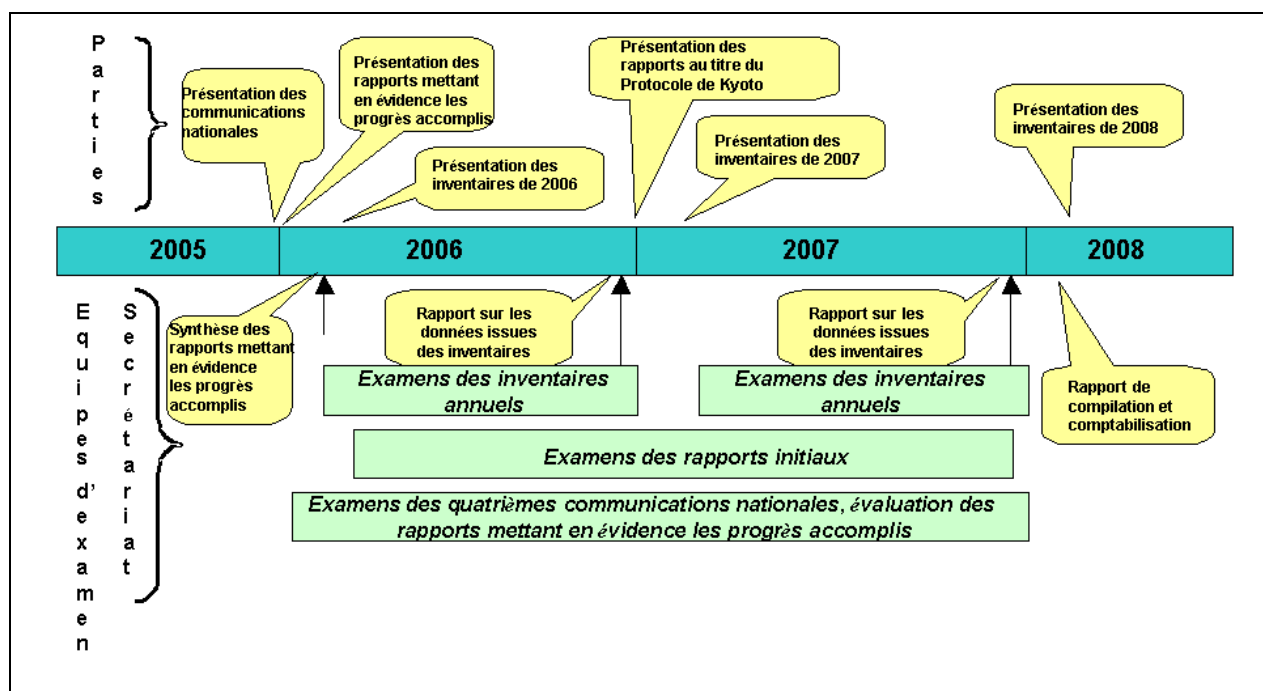 Parties
Présentation des
communications
nationales
Présentation des
rapports mettant
en évidence les
progrès accomplis
Présentation des
inventaires de 2006
Présentation des
rapports au titre du
Protocole de Kyoto
Présentation des
inventaires de 2007
Présentation des
inventaires de 2008
2005
2006
2007
2008
Equipes d'examen
Secrétariat
Synthèse des
rapports mettant
en évidence
les progrès
accomplis
Rapport sur les
données issues
des inventaires
Rapport sur les
données issues
des inventaires
Rapport de
compilation et
comptabilisation
Examens des inventaires
annuels
Examens des inventaires
annuels
Examens des rapports initiaux
Examens des quatrièmes communications nationales, évaluation des
rapports mettant en évidence les progrès accomplis